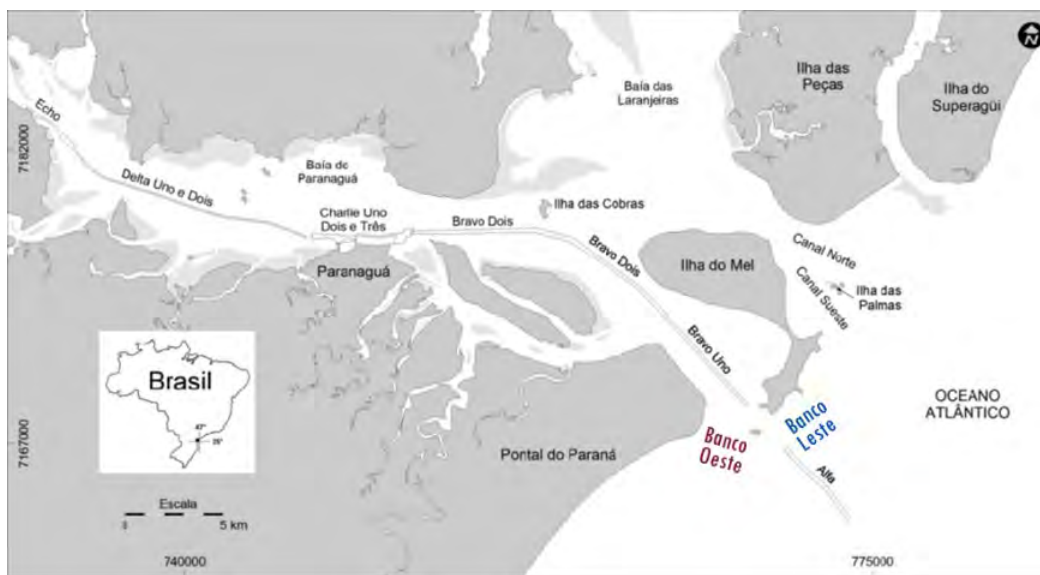 N
Ilha das
Peças
Ilha do
Superagüi
Baía das
Laranjeiras
Echo
7182000
Baía de
Paranaguá
Delta Uno e Dois
Charlie Uno
Dois e Três
Bravo Dois
Ilha das Cobras
Paranaguá
Bravo Dois
Ilha do Mel
Canal Norte
Canal Sueste
Ilha das
Palmas
Bravo Uno
Brasil
47°
25°
OCEANO
ATLÂNTICO
Banco
Leste
Banco
Oeste
7167000
Pontal do Paraná
Alfa
Escala
5 km
740000
775000